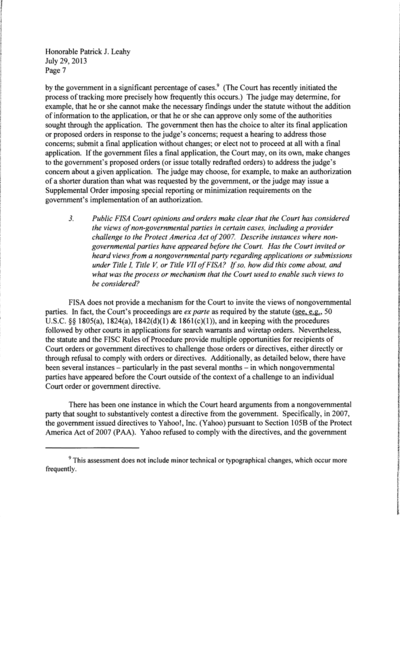 Honorable Patrick J. Leahy
July 29, 2013
Page 7
by the government in a significant percentage of cases.⁹ (The Court has recently initiated the
process of tracking more precisely how frequently this occurs.) The judge may determine, for
example, that he or she cannot make the necessary findings under the statute without the addition
of information to the application, or that he or she can approve only some of the authorities
sought through the application. The government then has the choice to alter its final application
or proposed orders in response to the judge's concerns; request a hearing to address those
concerns; submit a final application without changes; or elect not to proceed at all with a final
application. If the government files a final application, the Court may, on its own, make changes
to the government's proposed orders (or issue totally redrafted orders) to address the judge's
concern about a given application. The judge may choose, for example, to make an authorization
of a shorter duration than what was requested by the government, or the judge may issue a
Supplemental Order imposing special reporting or minimization requirements on the
government's implementation of an authorization.
3. Public FISA Court opinions and orders make clear that the Court has considered
the views of non-governmental parties in certain cases, including a provider
challenge to the Protect America Act of 2007. Describe instances where non-
governmental parties have appeared before the Court. Has the Court invited or
heard views from a nongovernmental party regarding applications or submissions
under Title I, Title V, or Title VII of FISA? If so, how did this come about, and
what was the process or mechanism that the Court used to enable such views to
be considered?
FISA does not provide a mechanism for the Court to invite the views of nongovernmental
parties. In fact, the Court's proceedings are ex parte as required by the statute (see, e.g., 50
U.S.C. §§ 1805(a), 1824(a), 1842(d)(1) & 1861(c)(1)), and in keeping with the procedures
followed by other courts in applications for search warrants and wiretap orders. Nevertheless,
the statute and the FISC Rules of Procedure provide multiple opportunities for recipients of
Court orders or government directives to challenge those orders or directives, either directly or
through refusal to comply with orders or directives. Additionally, as detailed below, there have
been several instances – particularly in the past several months – in which nongovernmental
parties have appeared before the Court outside of the context of a challenge to an individual
Court order or government directive.
There has been one instance in which the Court heard arguments from a nongovernmental
party that sought to substantively contest a directive from the government. Specifically, in 2007,
the government issued directives to Yahoo!, Inc. (Yahoo) pursuant to Section 105B of the Protect
America Act of 2007 (PAA). Yahoo refused to comply with the directives, and the government
⁹ This assessment does not include minor technical or typographical changes, which occur more
frequently.